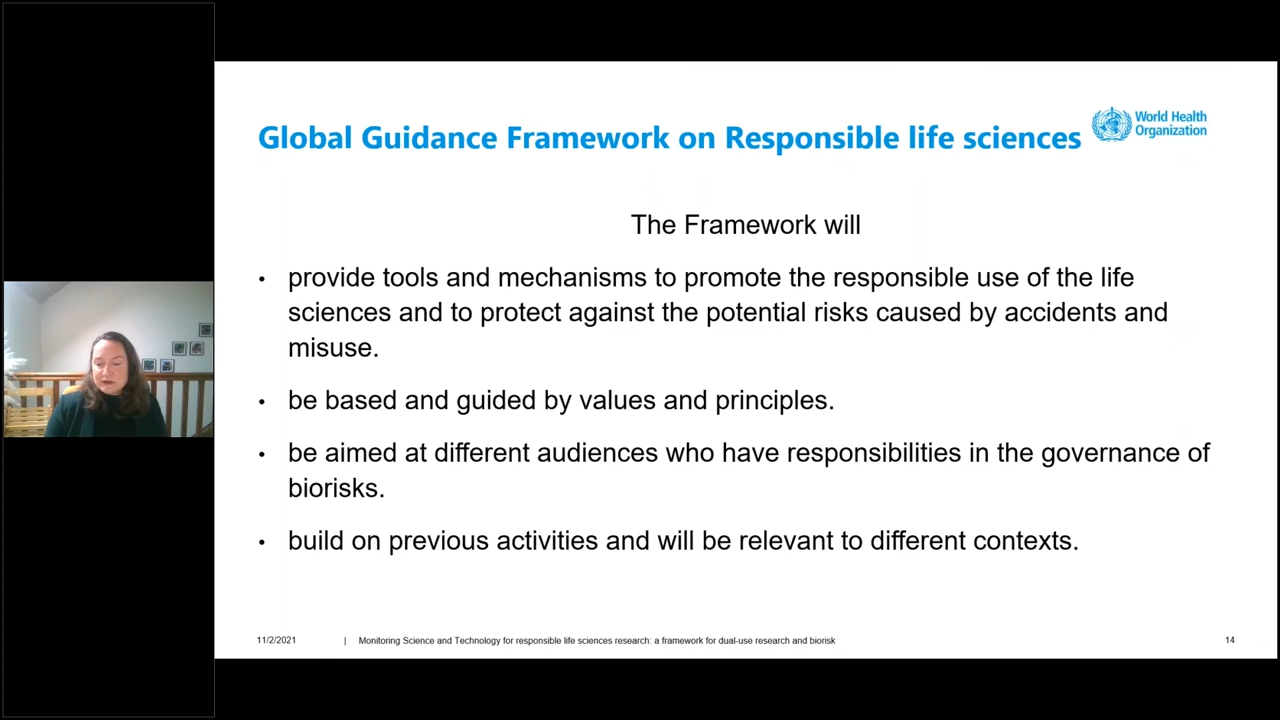 Global Guidance Framework on Responsible life sciences
World Health
Organization
The Framework will
• provide tools and mechanisms to promote the responsible use of the life
sciences and to protect against the potential risks caused by accidents and
misuse.
• be based and guided by values and principles.
• be aimed at different audiences who have responsibilities in the governance of
biorisks.
• build on previous activities and will be relevant to different contexts.
11/2/2021 | Monitoring Science and Technology for responsible life sciences research: a framework for dual-use research and biorisk 14